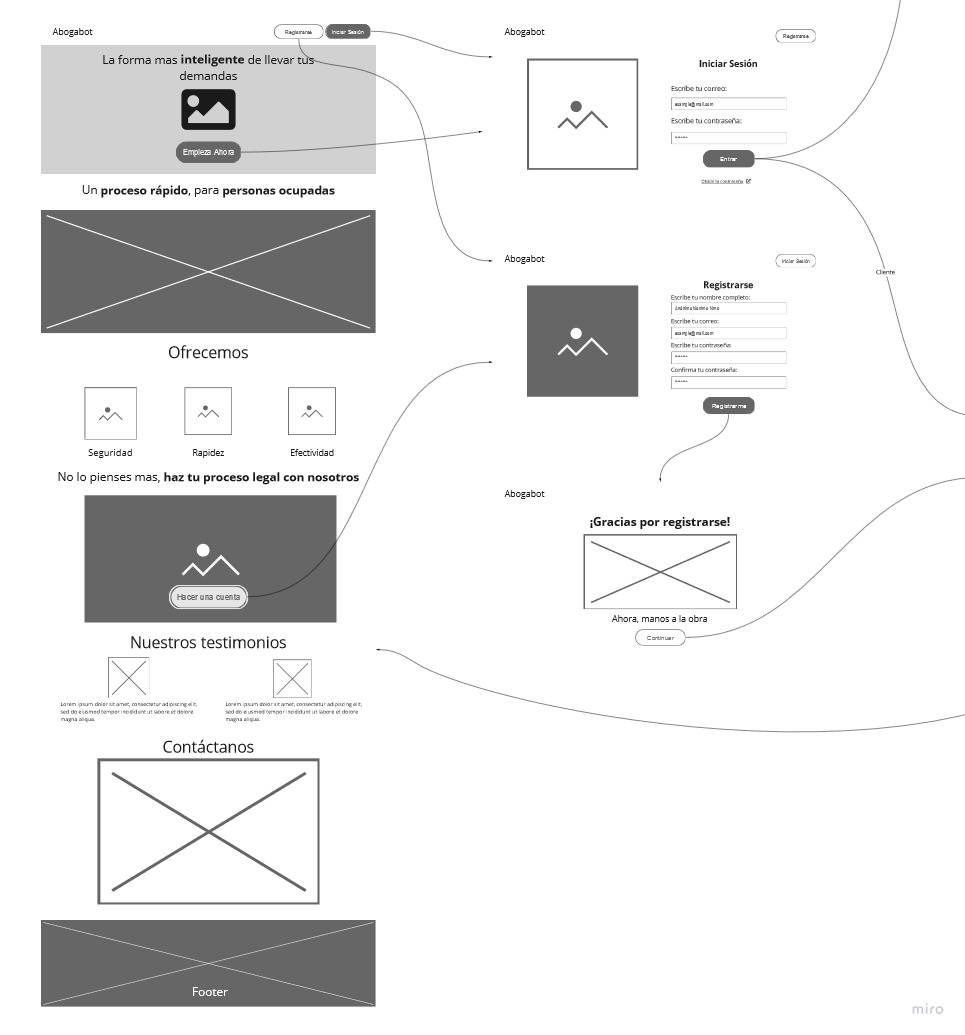 Abogabot
Registrarse
Iniciar Sesión
La forma mas inteligente de llevar tus
demandas
Empieza Ahora
Un proceso rápido, para personas ocupadas
Ofrecemos
Seguridad
Rapidez
Efectividad
No lo pienses mas, haz tu proceso legal con nosotros
Hacer una cuenta
Nuestros testimonios
Lorem ipsum dolor sit amet, consectetur adipiscing elit,
sed do eiusmod tempor incididunt ut labore et dolore
magna aliqua.
Lorem ipsum dolor sit amet, consectetur adipiscing elit,
sed do eiusmod tempor incididunt ut labore et dolore
magna aliqua.
Contáctanos
Footer
Abogabot
Registrarse
Iniciar Sesión
Escribe tu correo:
example@mail.com
Escribe tu contraseña:
Entrar
Olvidé la contraseña
Cliente
Abogabot
Iniciar Sesión
Registrarse
Escribe tu nombre completo:
Escribe tu correo:
example@mail.com
Escribe tu contraseña:
Confirma tu contraseña:
Registrarme
Abogabot
¡Gracias por registrarse!
Ahora, manos a la obra
Continuar
miro